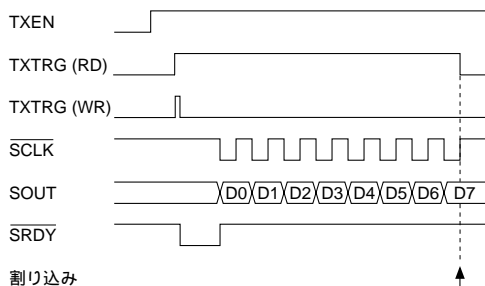 TXEN
TXTRG (RD)
TXTRG (WR)
SCLK
SOUT D0 D1 D2 D3 D4 D5 D6 D7
SRDY
割り込み